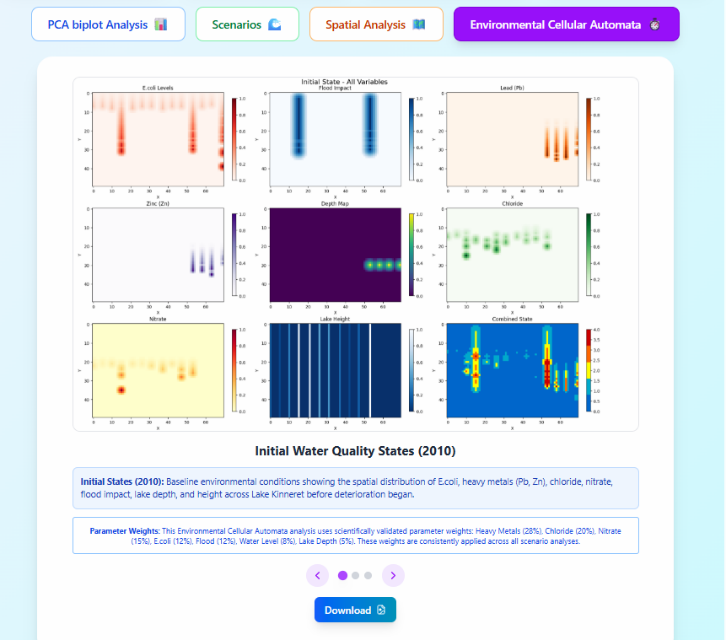 PCA biplot Analysis
Scenarios
Spatial Analysis
Environmental Cellular Automata
Initial State - All Variables
E.coli Levels
Flood Impact
Lead (Pb)
Zinc (Zn)
Depth Map
Chloride
Nitrate
Lake Height
Combined State
Initial Water Quality States (2010)
Initial States (2010): Baseline environmental conditions showing the spatial distribution of E.coli, heavy metals (Pb, Zn), chloride, nitrate,
flood impact, lake depth, and height across Lake Kinneret before deterioration began.
Parameter Weights: This Environmental Cellular Automata analysis uses scientifically validated parameter weights: Heavy Metals (28%), Chloride (20%), Nitrate
(15%), E.coli (12%), Flood (12%), Water Level (8%), Lake Depth (5%). These weights are consistently applied across all scenario analyses.
Download